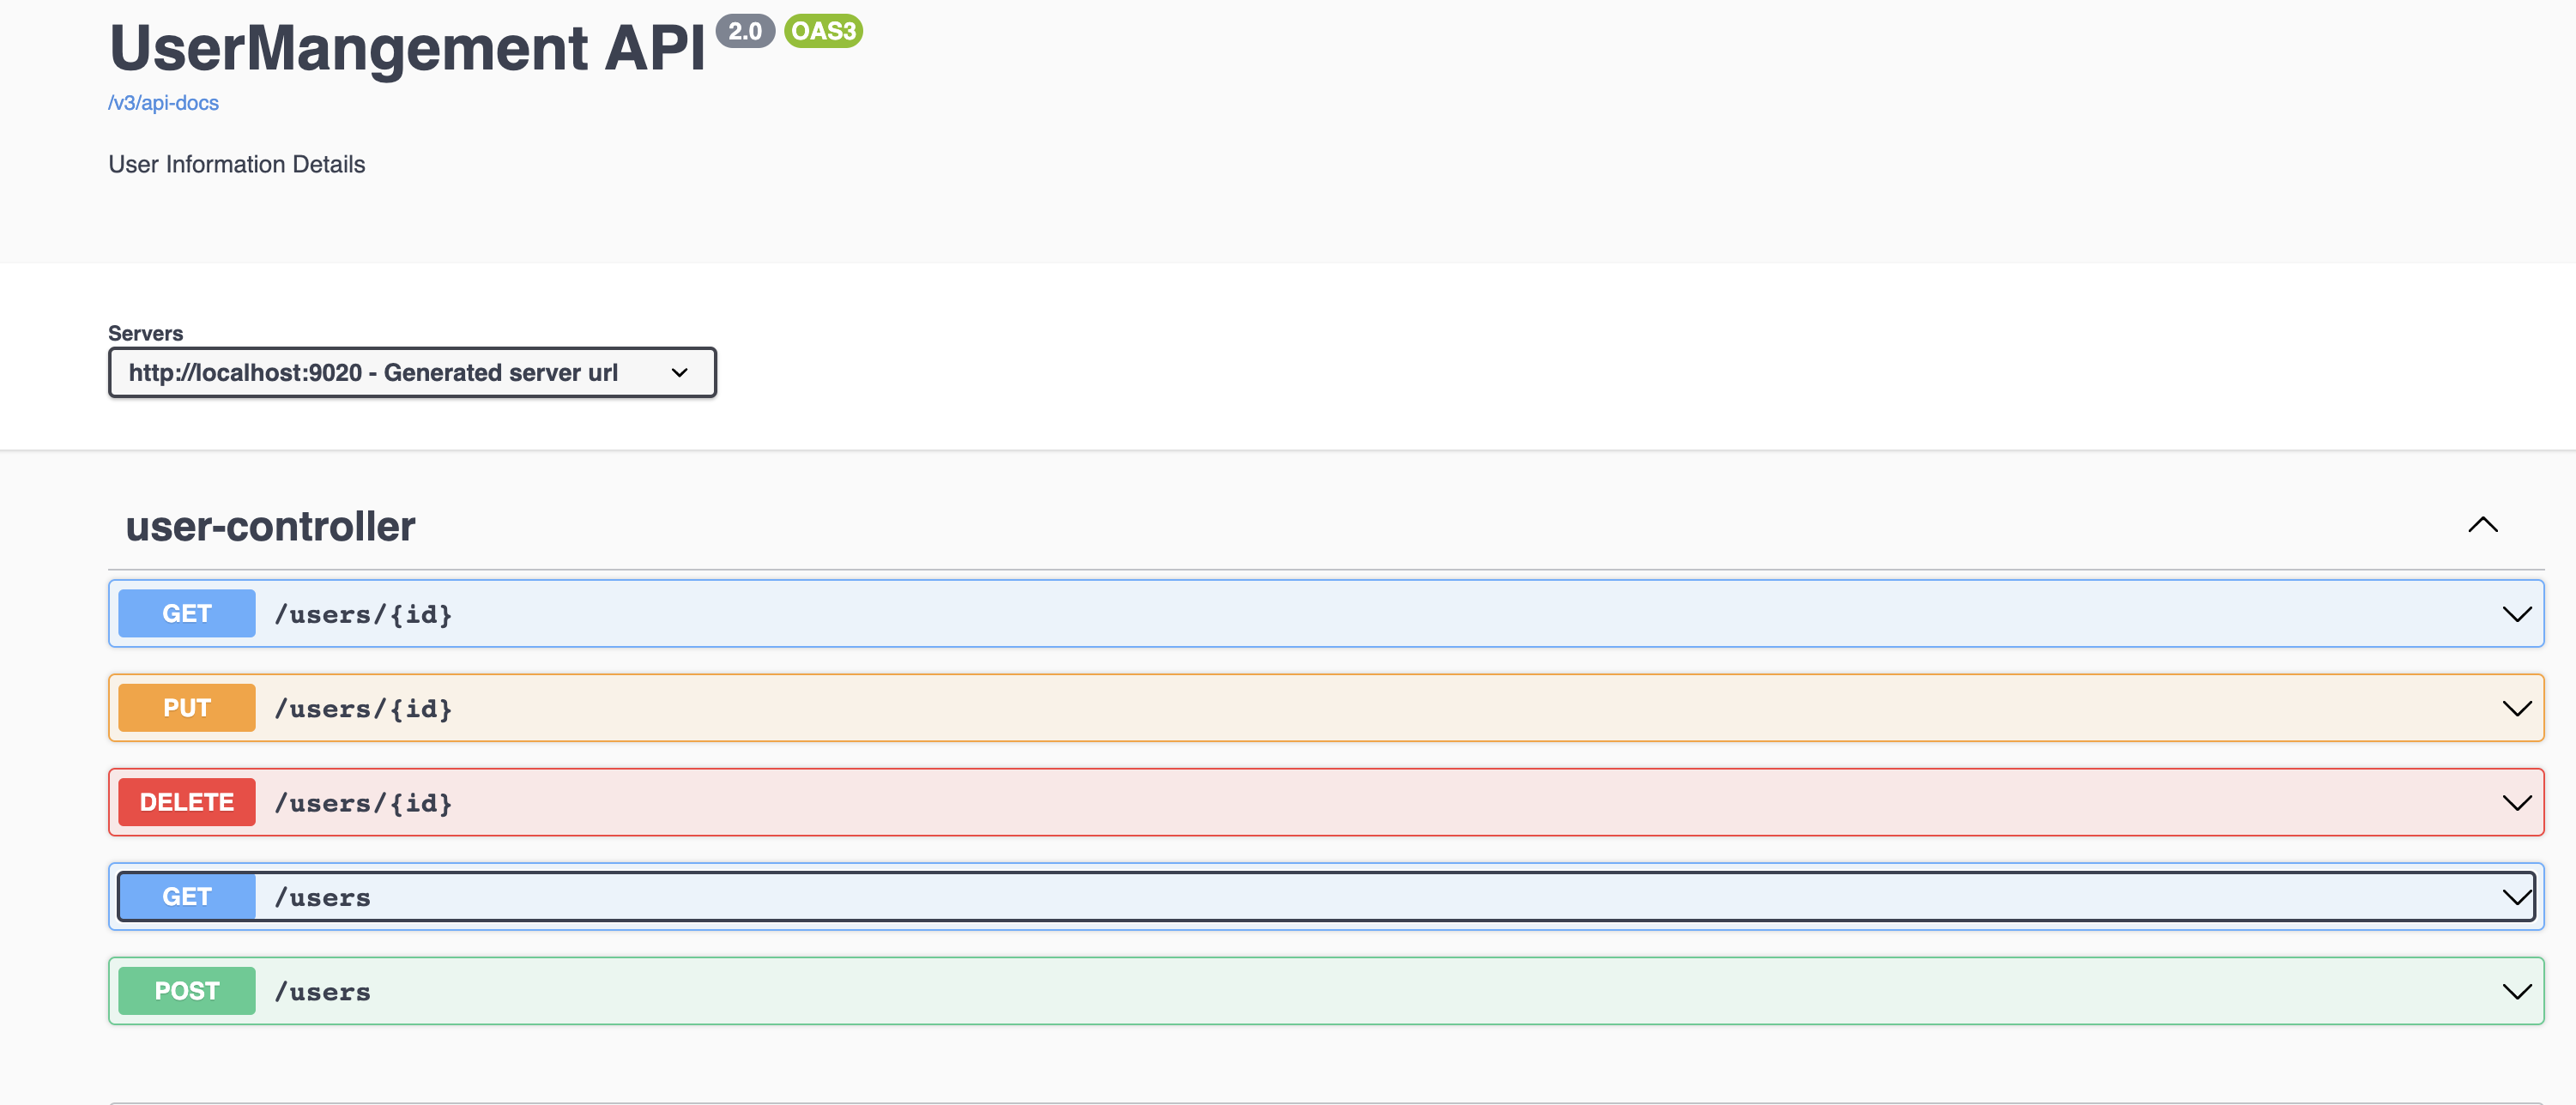 UserMangement API 2.0 OAS3
/v3/api-docs
User Information Details
Servers
http://localhost:9020 - Generated server url
user-controller
GET /users/{id}
PUT /users/{id}
DELETE /users/{id}
GET /users
POST /users